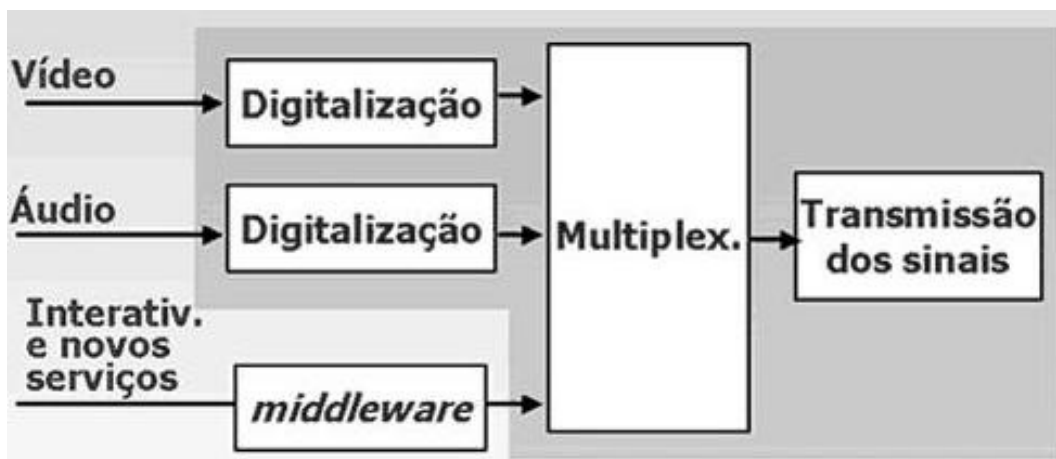 Vídeo
Digitalização
Áudio
Digitalização
Multiplex.
Transmissão
dos sinais
Interativ.
e novos
serviços
middleware